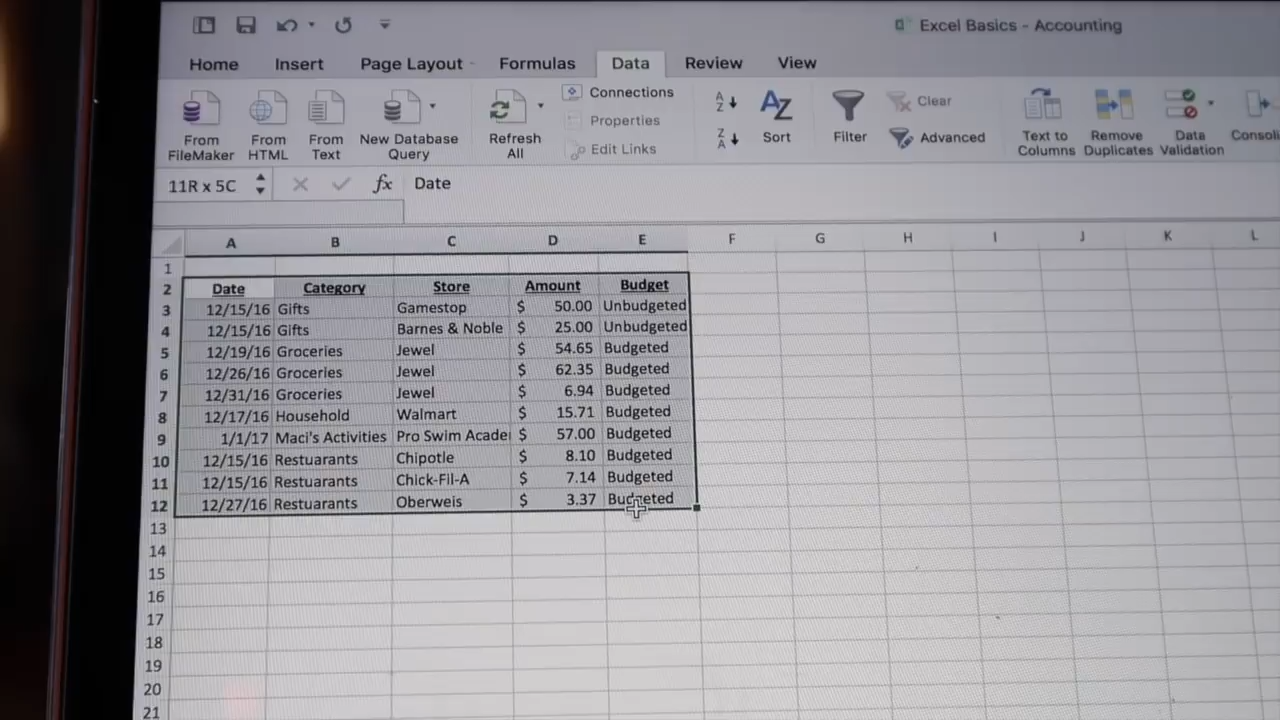 Excel Basics - Accounting
Home Insert Page Layout Formulas Data Review View
From FileMaker
From HTML
From Text
New Database Query
Refresh All
Connections
Properties
Edit Links
A Z
Z A
AZ
Sort
Filter
Clear
Advanced
Text to Columns
Remove Duplicates
Data Validation
Consoli
11R x 5C fx Date
A B C D E F G H I J K L
1
2 Date Category Store Amount Budget
3 12/15/16 Gifts Gamestop $ 50.00 Unbudgeted
4 12/15/16 Gifts Barnes & Noble $ 25.00 Unbudgeted
5 12/19/16 Groceries Jewel $ 54.65 Budgeted
6 12/26/16 Groceries Jewel $ 62.35 Budgeted
7 12/31/16 Groceries Jewel $ 6.94 Budgeted
8 12/17/16 Household Walmart $ 15.71 Budgeted
9 1/1/17 Maci's Activities Pro Swim Acade $ 57.00 Budgeted
10 12/15/16 Restuarants Chipotle $ 8.10 Budgeted
11 12/15/16 Restuarants Chick-Fil-A $ 7.14 Budgeted
12 12/27/16 Restuarants Oberweis $ 3.37 Budgeted
13
14
15
16
17
18
19
20
21